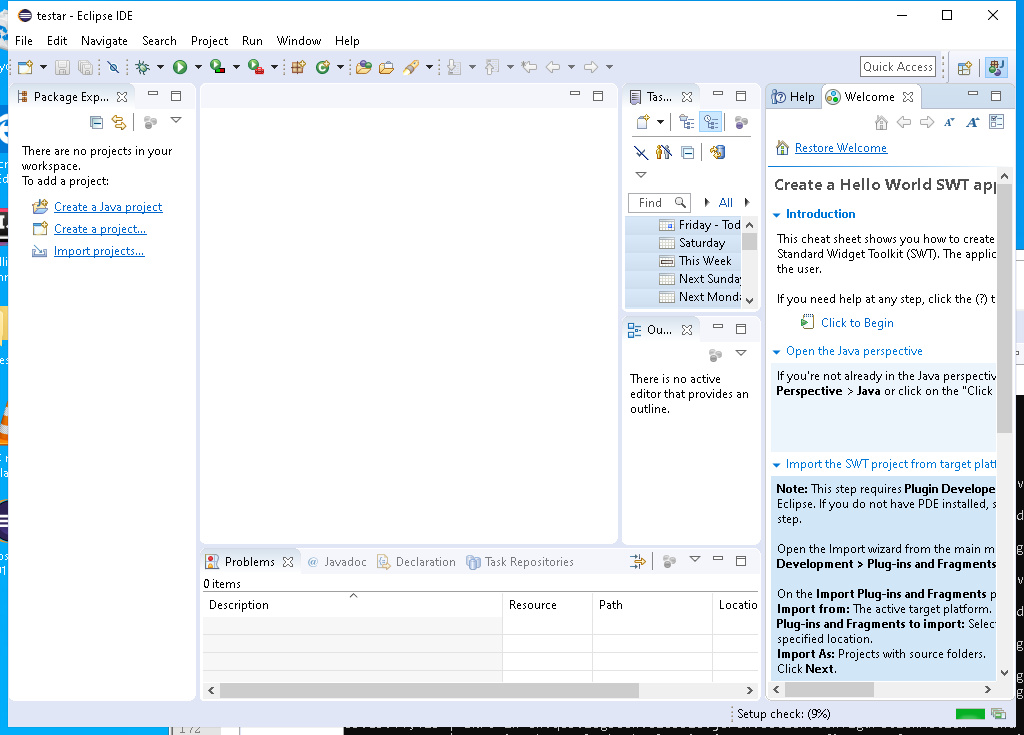 testar - Eclipse IDE
File Edit Navigate Search Project Run Window Help
Quick Access
Package Exp...
There are no projects in your
workspace.
To add a project:
Create a Java project
Create a project...
Import projects...
Tas...
Find
All
Friday - Tod
Saturday
This Week
Next Sunday
Next Monda
Ou...
There is no active
editor that provides an
outline.
Help Welcome
Restore Welcome
Create a Hello World SWT app
Introduction
This cheat sheet shows you how to create
Standard Widget Toolkit (SWT). The applic
the user.
If you need help at any step, click the (?) t
Click to Begin
Open the Java perspective
If you're not already in the Java perspectiv
Perspective > Java or click on the "Click
Import the SWT project from target platf
Note: This step requires Plugin Develope
Eclipse. If you do not have PDE installed, s
step.
Open the Import wizard from the main m
Development > Plug-ins and Fragments
On the Import Plug-ins and Fragments p
Import from: The active target platform.
Plug-ins and Fragments to import: Selec
specified location.
Import As: Projects with source folders.
Click Next.
Problems @ Javadoc Declaration Task Repositories
0 items
Description Resource Path Locatio
Setup check: (9%)
172